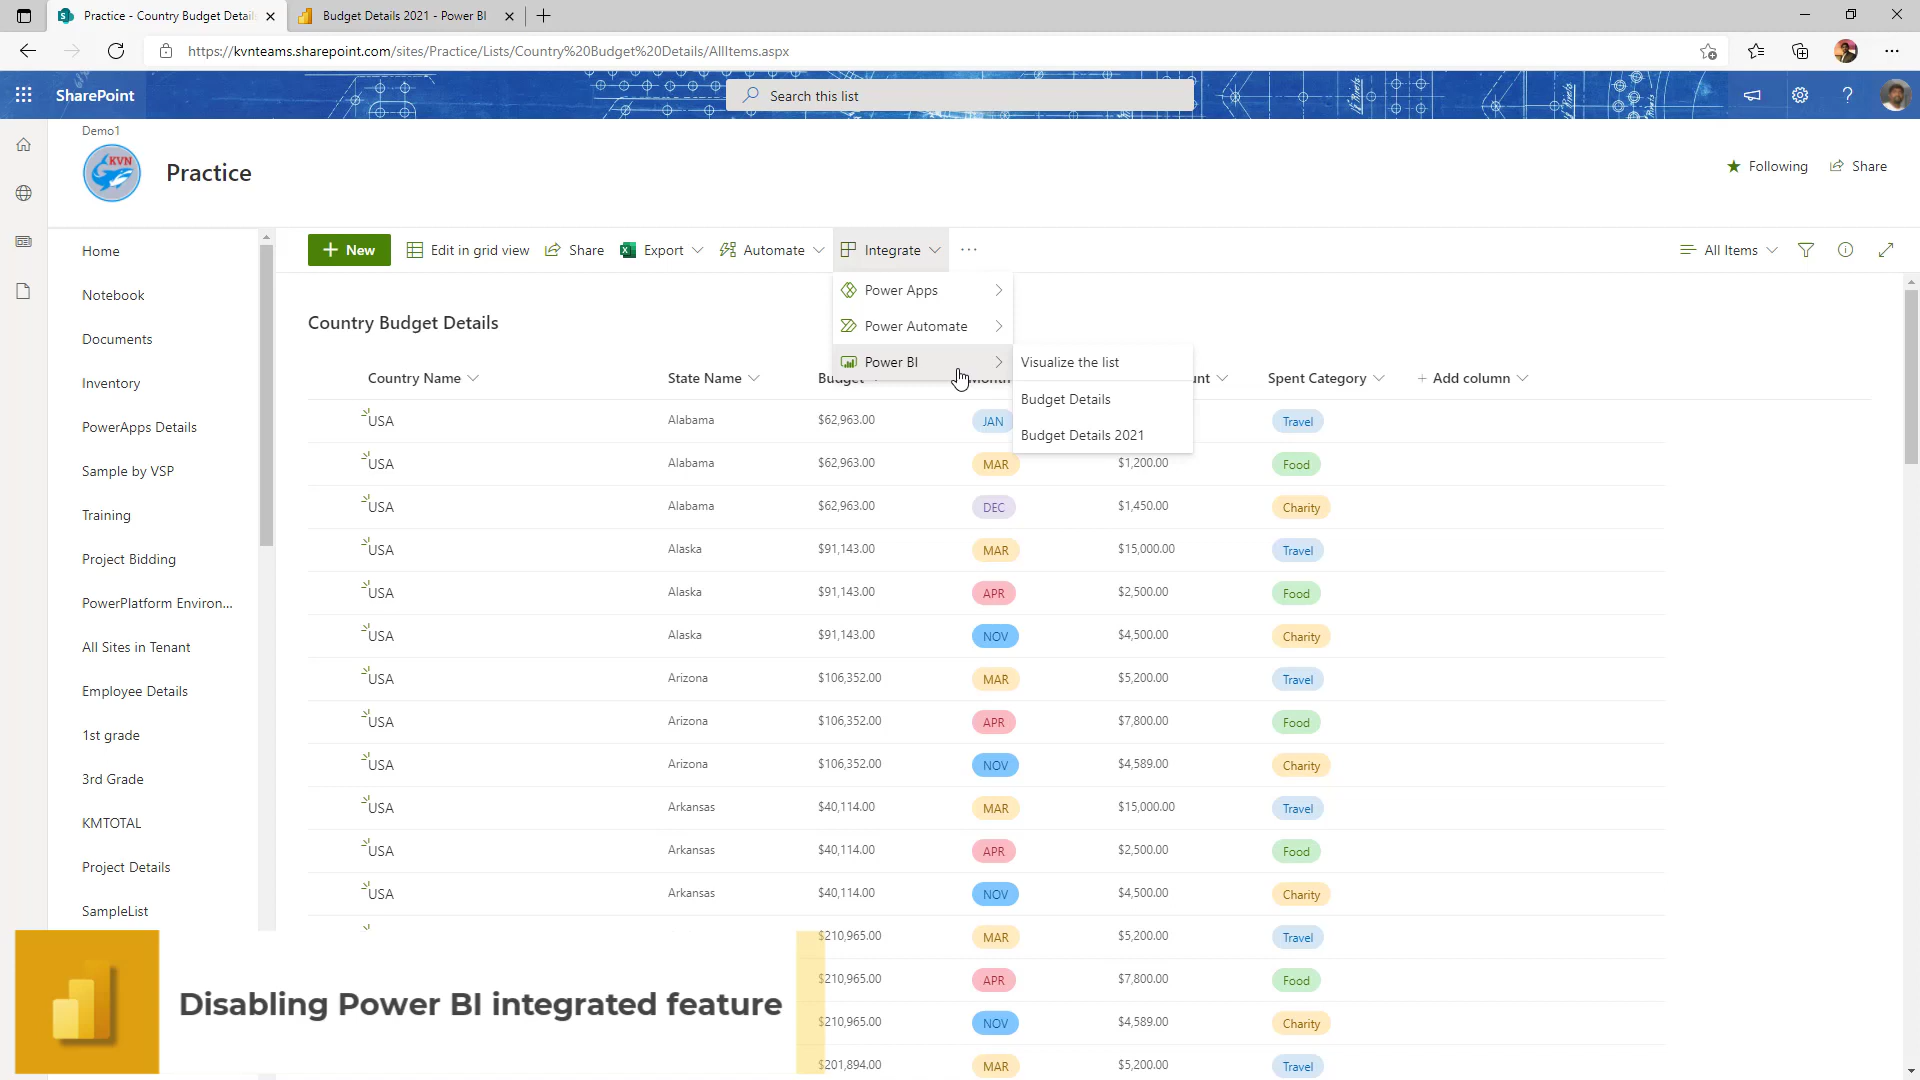 Practice - Country Budget Details
Budget Details 2021 - Power BI
https://kvnteams.sharepoint.com/sites/Practice/Lists/Country%20Budget%20Details/AllItems.aspx
SharePoint
Search this list
Demo1
KVN
Practice
Following
Share
Home
Notebook
Documents
Inventory
PowerApps Details
Sample by VSP
Training
Project Bidding
PowerPlatform Environ...
All Sites in Tenant
Employee Details
1st grade
3rd Grade
KMTOTAL
Project Details
SampleList
New
Edit in grid view
Share
Export
Automate
Integrate
All Items
Power Apps
Power Automate
Power BI
Visualize the list
Budget Details
Budget Details 2021
Country Budget Details
Country Name State Name Budget Spent Category Add column
USA Alabama $62,963.00 JAN Travel
USA Alabama $62,963.00 MAR $1,200.00 Food
USA Alabama $62,963.00 DEC $1,450.00 Charity
USA Alaska $91,143.00 MAR $15,000.00 Travel
USA Alaska $91,143.00 APR $2,500.00 Food
USA Alaska $91,143.00 NOV $4,500.00 Charity
USA Arizona $106,352.00 MAR $5,200.00 Travel
USA Arizona $106,352.00 APR $7,800.00 Food
USA Arizona $106,352.00 NOV $4,589.00 Charity
USA Arkansas $40,114.00 MAR $15,000.00 Travel
USA Arkansas $40,114.00 APR $2,500.00 Food
USA Arkansas $40,114.00 NOV $4,500.00 Charity
$210,965.00 MAR $5,200.00 Travel
$210,965.00 APR $7,800.00 Food
$210,965.00 NOV $4,589.00 Charity
$201,894.00 MAR $5,200.00 Travel
Disabling Power BI integrated feature